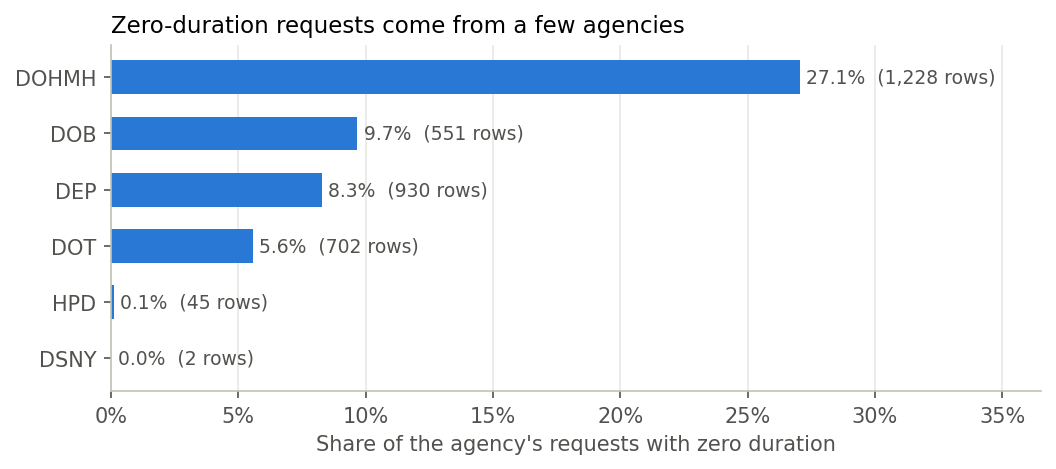 Zero-duration requests come from a few agencies
DOHMH 27.1% (1,228 rows)
DOB 9.7% (551 rows)
DEP 8.3% (930 rows)
DOT 5.6% (702 rows)
HPD 0.1% (45 rows)
DSNY 0.0% (2 rows)
0% 5% 10% 15% 20% 25% 30% 35%
Share of the agency's requests with zero duration